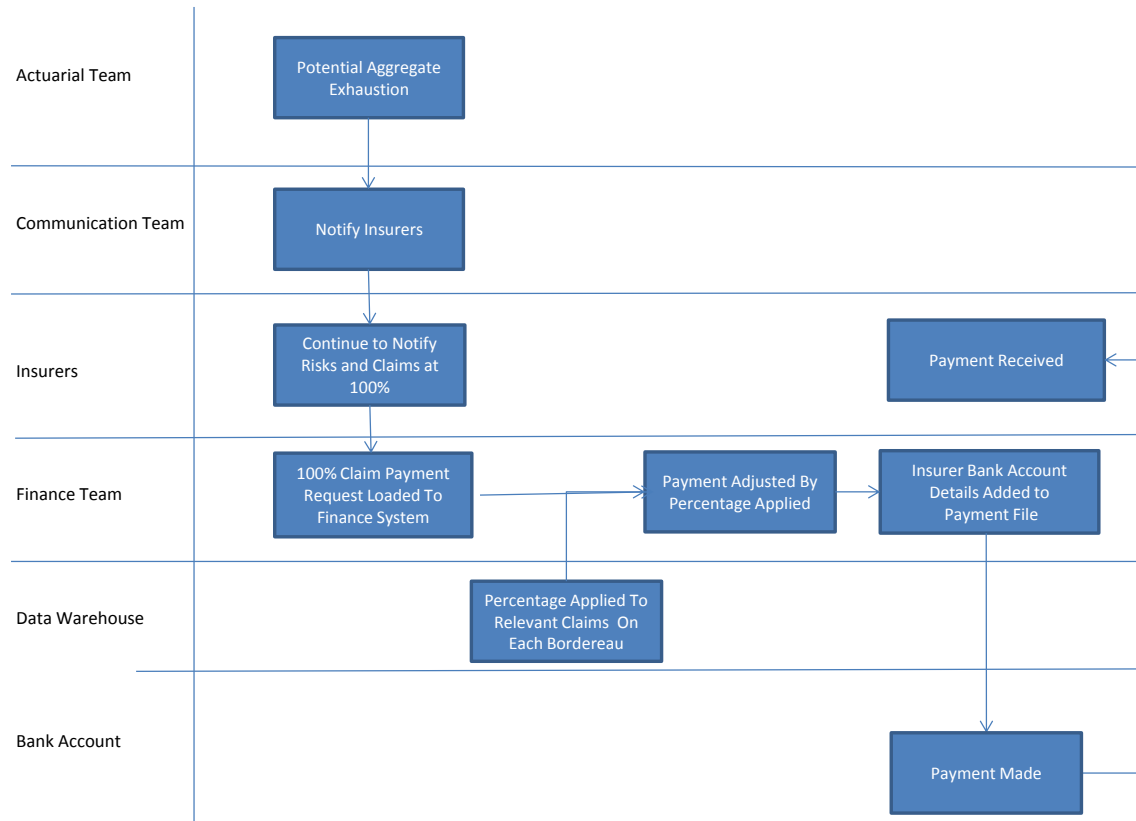 Actuarial Team
Potential Aggregate
Exhaustion
Communication Team
Notify Insurers
Insurers
Continue to Notify
Risks and Claims at
100%
Payment Received
Finance Team
100% Claim Payment
Request Loaded To
Finance System
Payment Adjusted By
Percentage Applied
Insurer Bank Account
Details Added to
Payment File
Data Warehouse
Percentage Applied To
Relevant Claims On
Each Bordereau
Bank Account
Payment Made